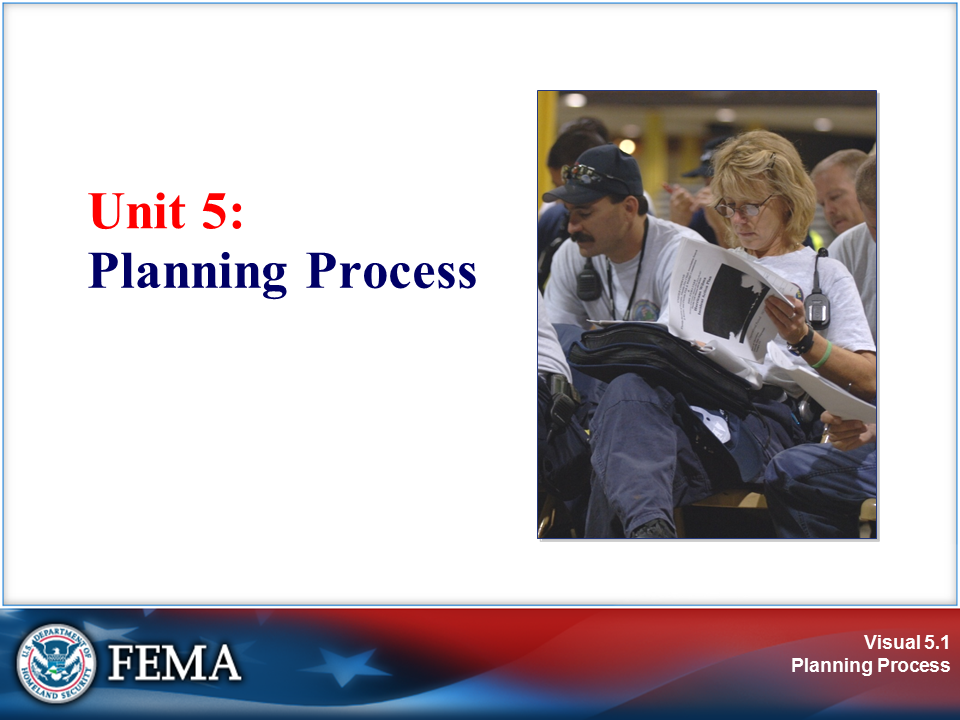 Unit 5:
Planning Process
U.S. DEPARTMENT OF
HOMELAND SECURITY
FEMA
Visual 5.1
Planning Process